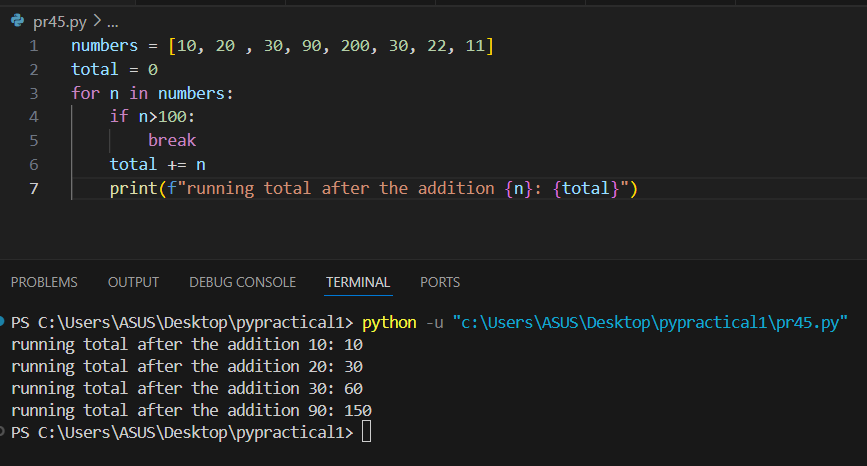 pr45.py > ...
1 numbers = [10, 20 , 30, 90, 200, 30, 22, 11]
2 total = 0
3 for n in numbers:
4     if n>100:
5         break
6     total += n
7     print(f"running total after the addition {n}: {total}")
PROBLEMS OUTPUT DEBUG CONSOLE TERMINAL PORTS
PS C:\Users\ASUS\Desktop\pypractical1> python -u "c:\Users\ASUS\Desktop\pypractical1\pr45.py"
running total after the addition 10: 10
running total after the addition 20: 30
running total after the addition 30: 60
running total after the addition 90: 150
PS C:\Users\ASUS\Desktop\pypractical1>